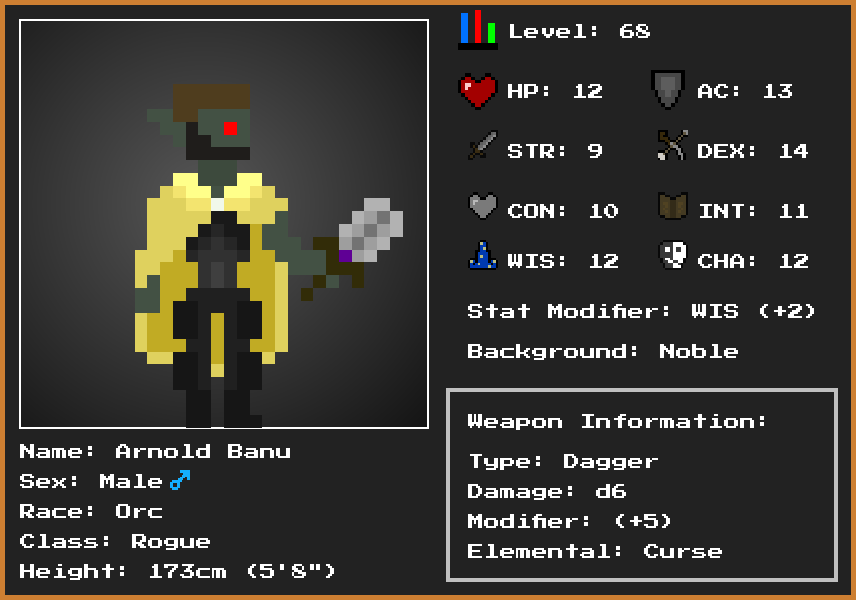 Level: 68
HP: 12 AC: 13
STR: 9 DEX: 14
CON: 10 INT: 11
WIS: 12 CHA: 12
Stat Modifier: WIS (+2)
Background: Noble
Weapon Information:
Type: Dagger
Damage: d6
Modifier: (+5)
Elemental: Curse
Name: Arnold Banu
Sex: Male♂
Race: Orc
Class: Rogue
Height: 173cm (5'8")